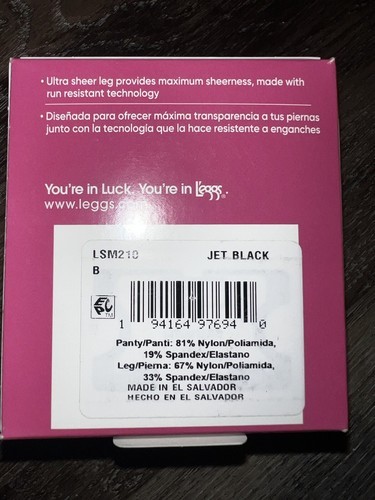 • Ultra sheer leg provides maximum sheerness, made with
run resistant technology
• Diseñada para ofrecer máxima transparencia a tus piernas
junto con la tecnología que la hace resistente a enganches
You're in Luck. You're in L'eggs®.
www.leggs.com
LSM210 JET BLACK
B
TM
1 94164 97694 0
Panty/Panti: 81% Nylon/Poliamida,
19% Spandex/Elastano
Leg/Pierna: 67% Nylon/Poliamida,
33% Spandex/Elastano
MADE IN EL SALVADOR
HECHO EN EL SALVADOR